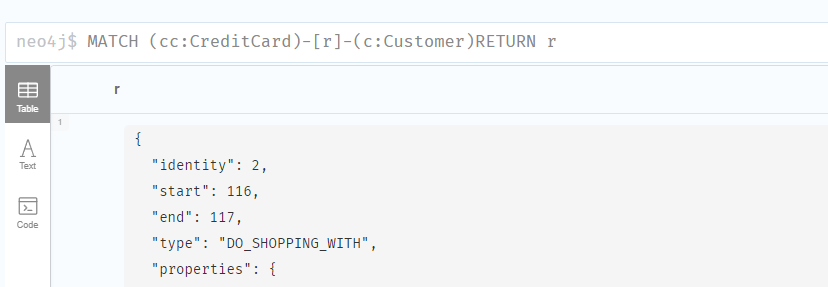 neo4j$ MATCH (cc:CreditCard)-[r]-(c:Customer)RETURN r
Table
r
1
{
"identity": 2,
"start": 116,
"end": 117,
"type": "DO_SHOPPING_WITH",
"properties": {
A
Text
>_
Code